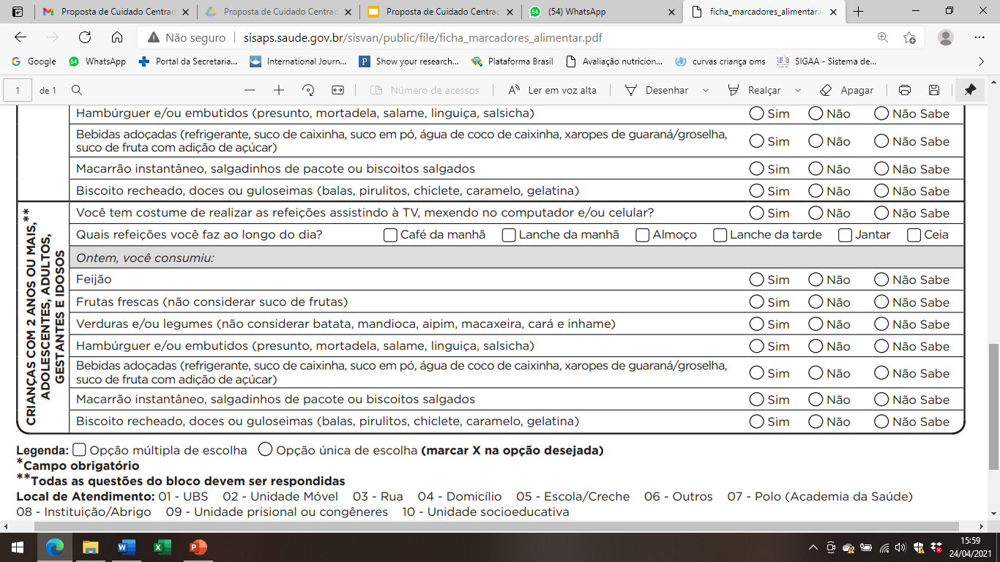 Proposta de Cuidado Centrad
Proposta de Cuidado Centrad
Proposta de Cuidado Centrac
(54) WhatsApp
ficha_marcadores_alimentar.i
Não seguro
sisaps.saude.gov.br/sisvan/public/file/ficha_marcadores_alimentar.pdf
Google
WhatsApp
Portal da Secretaria...
International Journ...
Show your research...
Plataforma Brasil
Avaliação nutricion...
curvas criança oms
SIGAA - Sistema de...
1 de 1
Número de acessos
Ler em voz alta
Desenhar
Realçar
Apagar
Hambúrguer e/ou embutidos (presunto, mortadela, salame, linguiça, salsicha) Sim Não Não Sabe
Bebidas adoçadas (refrigerante, suco de caixinha, suco em pó, água de coco de caixinha, xaropes de guaraná/groselha,
suco de fruta com adição de açúcar) Sim Não Não Sabe
Macarrão instantâneo, salgadinhos de pacote ou biscoitos salgados Sim Não Não Sabe
Biscoito recheado, doces ou guloseimas (balas, pirulitos, chiclete, caramelo, gelatina) Sim Não Não Sabe
CRIANÇAS COM 2 ANOS OU MAIS,**
ADOLESCENTES, ADULTOS,
GESTANTES E IDOSOS
Você tem costume de realizar as refeições assistindo à TV, mexendo no computador e/ou celular? Sim Não Não Sabe
Quais refeições você faz ao longo do dia? Café da manhã Lanche da manhã Almoço Lanche da tarde Jantar Ceia
Ontem, você consumiu:
Feijão Sim Não Não Sabe
Frutas frescas (não considerar suco de frutas) Sim Não Não Sabe
Verduras e/ou legumes (não considerar batata, mandioca, aipim, macaxeira, cará e inhame) Sim Não Não Sabe
Hambúrguer e/ou embutidos (presunto, mortadela, salame, linguiça, salsicha) Sim Não Não Sabe
Bebidas adoçadas (refrigerante, suco de caixinha, suco em pó, água de coco de caixinha, xaropes de guaraná/groselha,
suco de fruta com adição de açúcar) Sim Não Não Sabe
Macarrão instantâneo, salgadinhos de pacote ou biscoitos salgados Sim Não Não Sabe
Biscoito recheado, doces ou guloseimas (balas, pirulitos, chiclete, caramelo, gelatina) Sim Não Não Sabe
Legenda: Opção múltipla de escolha Opção única de escolha (marcar X na opção desejada)
*Campo obrigatório
**Todas as questões do bloco devem ser respondidas
Local de Atendimento: 01 - UBS 02 - Unidade Móvel 03 - Rua 04 - Domicílio 05 - Escola/Creche 06 - Outros 07 - Polo (Academia da Saúde)
08 - Instituição/Abrigo 09 - Unidade prisional ou congêneres 10 - Unidade socioeducativa
15:59
24/04/2021